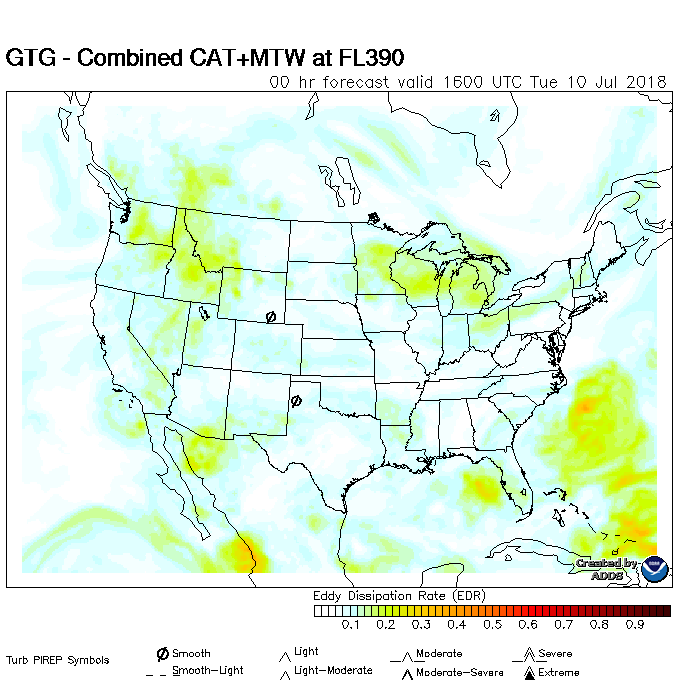 GTG - Combined CAT+MTW at FL390
00 hr forecast valid 1600 UTC Tue 10 Jul 2018
Created by
ADDS
Eddy Dissipation Rate (EDR)
0.1 0.2 0.3 0.4 0.5 0.6 0.7 0.8 0.9
Turb PIREP Symbols
Smooth Light Moderate Severe
Smooth-Light Light-Moderate Moderate-Severe Extreme